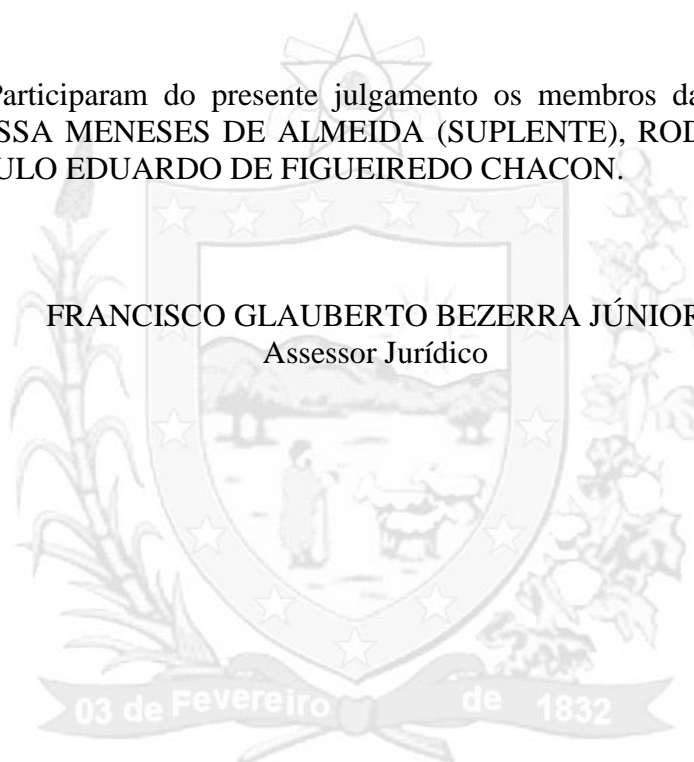 Participaram do presente julgamento os membros da
SSA MENESES DE ALMEIDA (SUPLENTE), ROD
ULO EDUARDO DE FIGUEIREDO CHACON.
FRANCISCO GLAUBERTO BEZERRA JÚNIOR
Assessor Jurídico
03 de Fevereiro de 1832